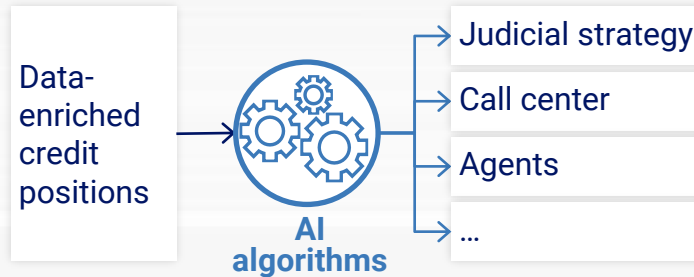 Data-
enriched
credit
positions
AI
algorithms
Judicial strategy
Call center
Agents
...